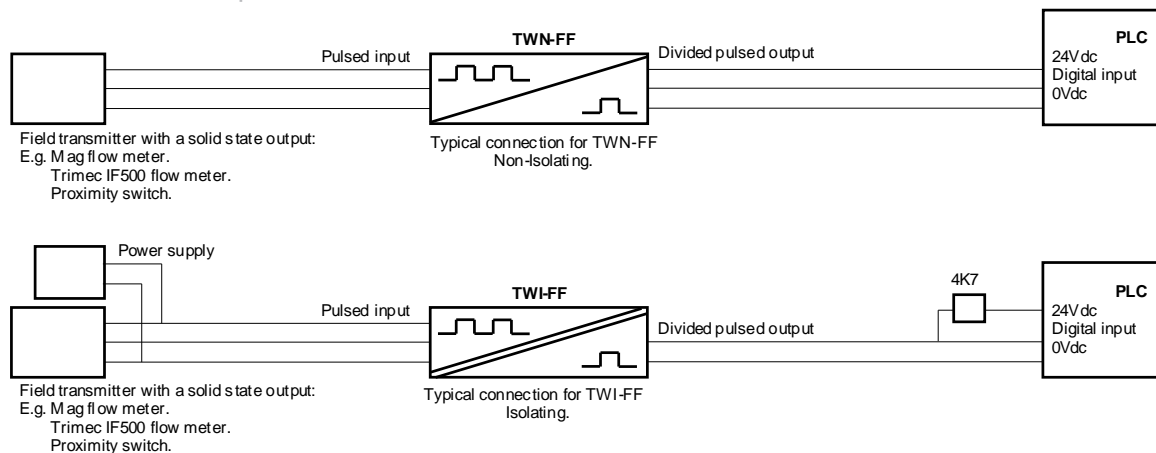 TWN-FF
Pulsed input
Divided pulsed output
PLC
24Vdc
Digital input
0Vdc
Field transmitter with a solid state output:
E.g. Mag flow meter.
Trimec IF500 flow meter.
Proximity switch.
Typical connection for TWN-FF
Non-Isolating.
Power supply
TWI-FF
Pulsed input
Divided pulsed output
4K7
PLC
24Vdc
Digital input
0Vdc
Field transmitter with a solid state output:
E.g. Mag flow meter.
Trimec IF500 flow meter.
Proximity switch.
Typical connection for TWI-FF
Isolating.